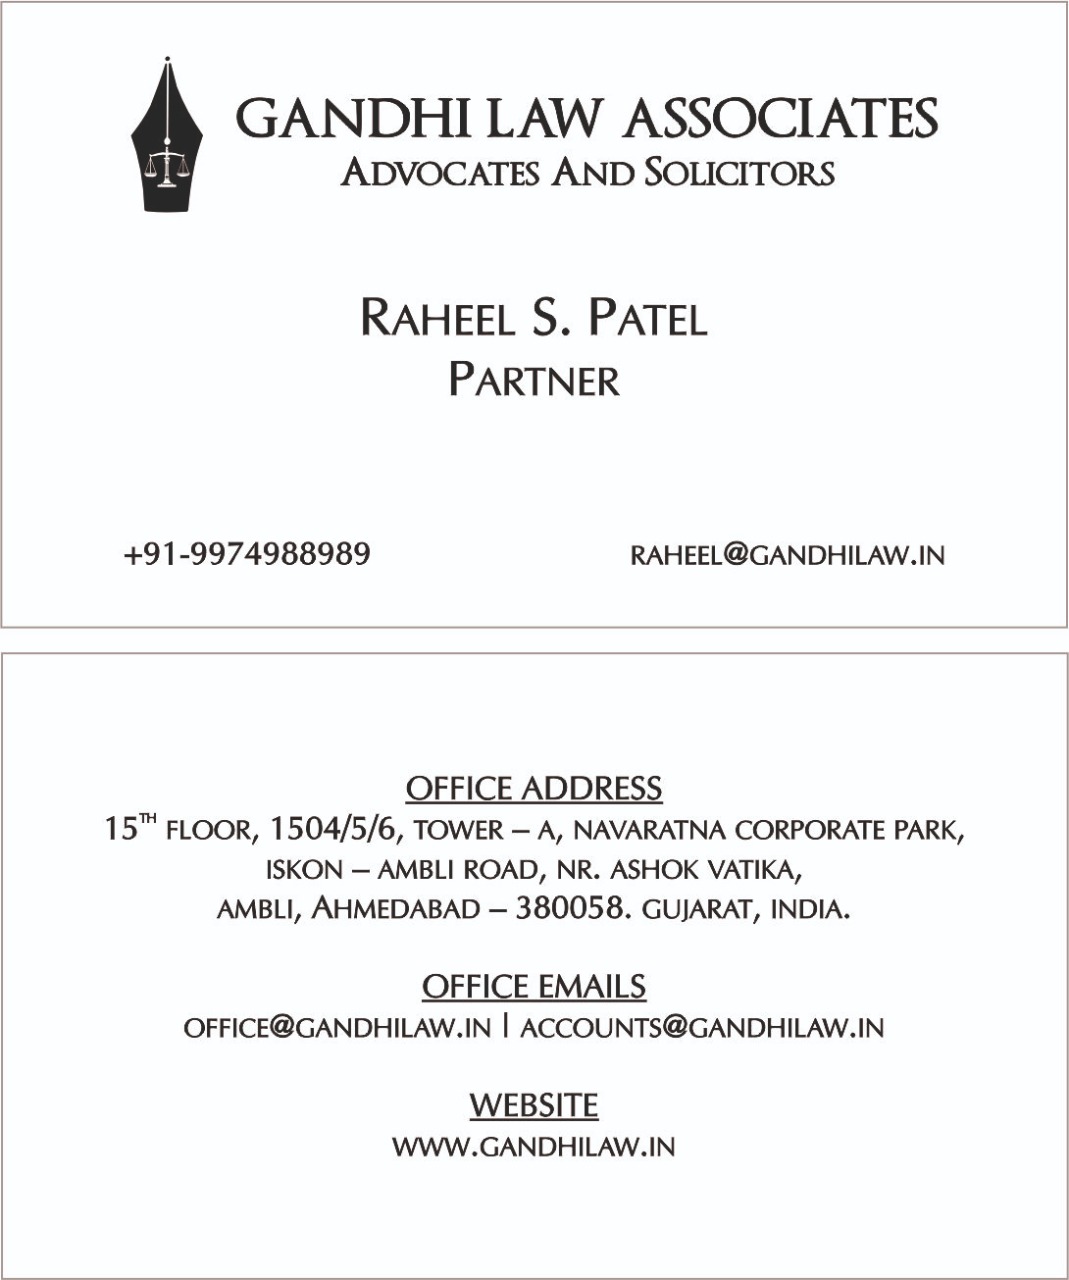 GANDHI LAW ASSOCIATES
ADVOCATES AND SOLICITORS
RAHEEL S. PATEL
PARTNER
+91-9974988989 RAHEEL@GANDHILAW.IN
OFFICE ADDRESS
15TH FLOOR, 1504/5/6, TOWER – A, NAVARATNA CORPORATE PARK,
ISKON – AMBLI ROAD, NR. ASHOK VATIKA,
AMBLI, AHMEDABAD – 380058. GUJARAT, INDIA.
OFFICE EMAILS
OFFICE@GANDHILAW.IN | ACCOUNTS@GANDHILAW.IN
WEBSITE
WWW.GANDHILAW.IN